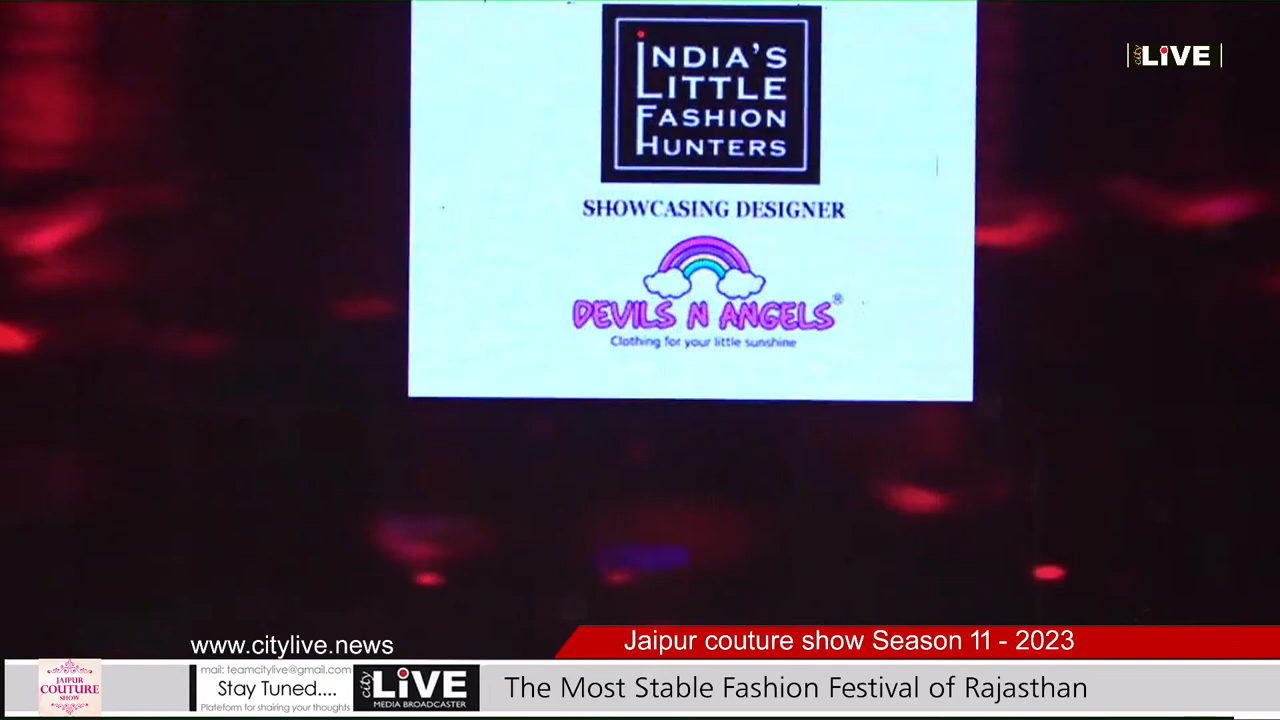 INDIA'S
LITTLE
FASHION
HUNTERS
city LiVE
SHOWCASING DESIGNER
DEVILS N ANGELS®
Clothing for your little sunshine
www.citylive.news
Jaipur couture show Season 11 - 2023
JAIPUR
COUTURE
SHOW
mail: teamcitylive@gmail.com
Stay Tuned....
Plateform for shairing your thoughts
city LiVE
MEDIA BROADCASTER
The Most Stable Fashion Festival of Rajasthan